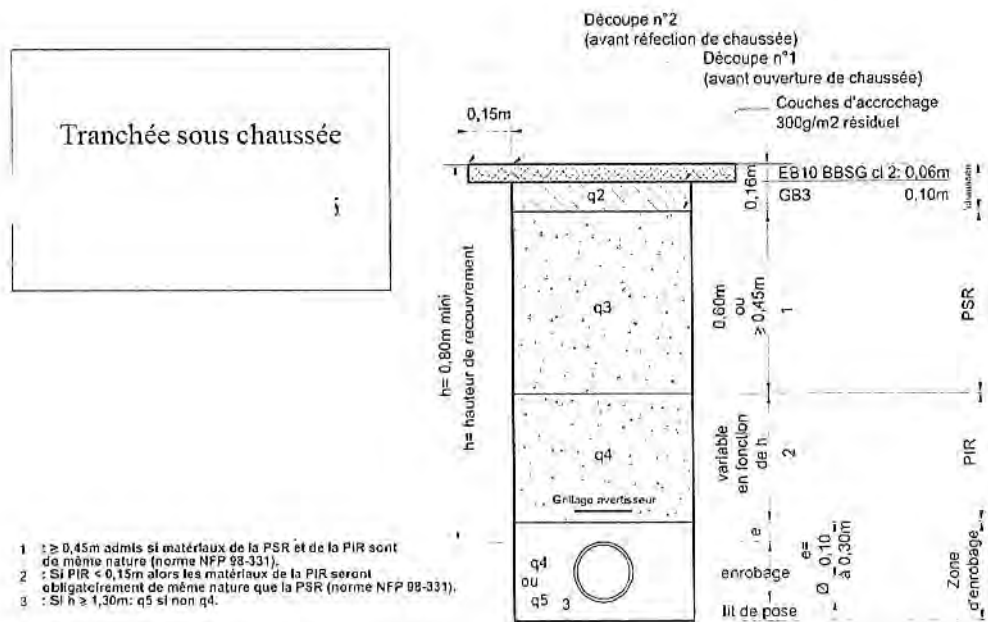 Découpe n°2
(avant réfection de chaussée)
Découpe n°1
(avant ouverture de chaussée)
Couches d'accrochage
300g/m2 résiduel
Tranchée sous chaussée
0,15m
EB10 BBSG cl 2: 0,06m
GB3 0,10m
0,16m
chaussée
q2
h= 0,80m mini
h= hauteur de recouvrement
q3
0,60m
ou
≥ 0,45m
1
PSR
q4
variable
en fonction
de h
2
PIR
Grillage avertisseur
1 : ≥ 0,45m admis si matériaux de la PSR et de la PIR sont
de même nature (norme NFP 98-331).
2 : Si PIR < 0,15m alors les matériaux de la PIR seront
obligatoirement de même nature que la PSR (norme NFP 98-331).
3 : Si h ≥ 1,30m: q5 si non q4.
q4
ou
q5 3
e
enrobage
lit de pose
Ø
e=
0,10
à 0,30m
Zone
d'enrobage